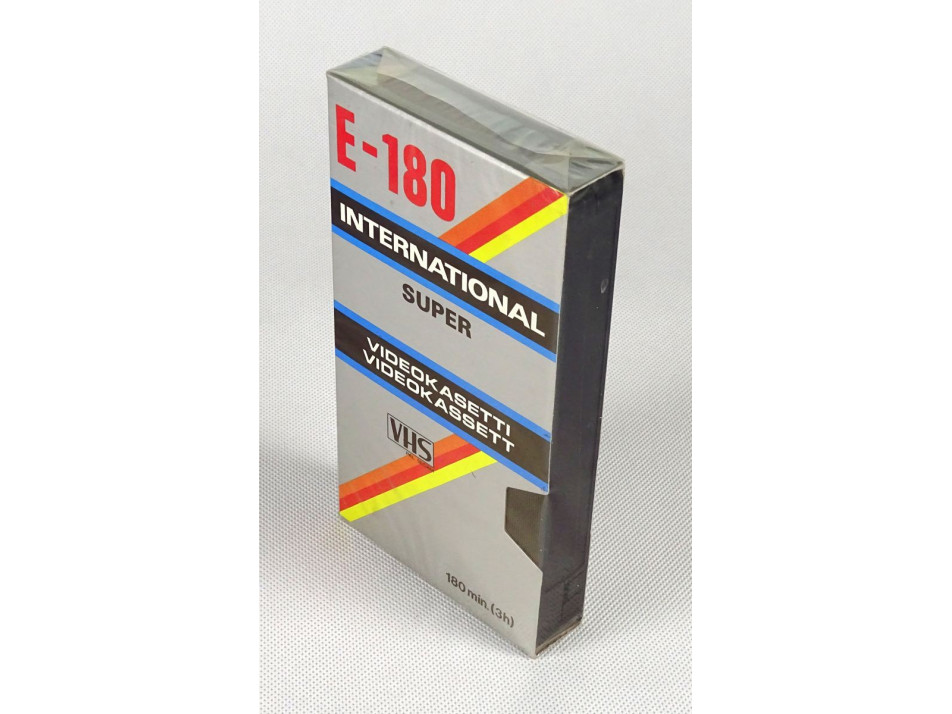 E-180
INTERNATIONAL
SUPER
VIDEOKASETTI
VIDEOKASSETT
VHS
180 min. (3h)